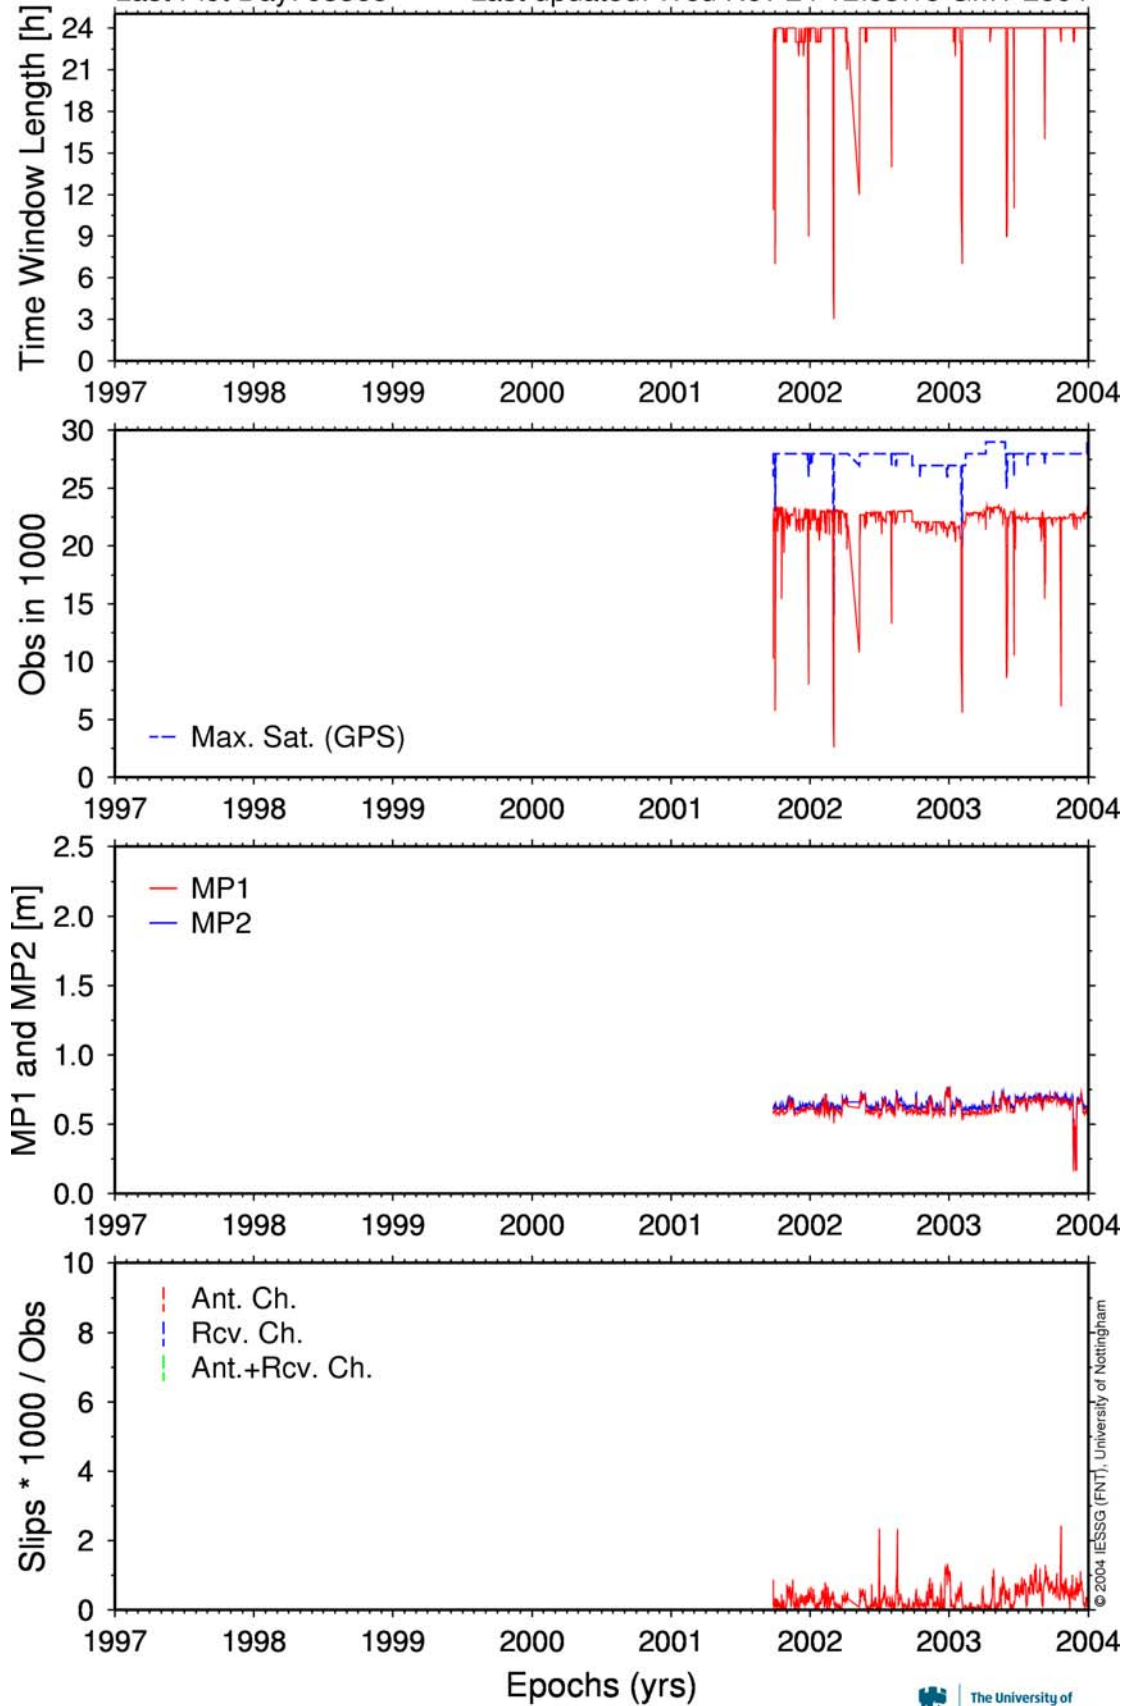 Time Window Length [h]
24
21
18
15
12
9
6
3
0
1997 1998 1999 2000 2001 2002 2003 2004
Obs in 1000
30
25
20
15
10
5
0
Max. Sat. (GPS)
1997 1998 1999 2000 2001 2002 2003 2004
MP1 and MP2 [m]
2.5
2.0
1.5
1.0
0.5
0.0
MP1
MP2
1997 1998 1999 2000 2001 2002 2003 2004
Slips * 1000 / Obs
10
8
6
4
2
0
Ant. Ch.
Rcv. Ch.
Ant.+Rcv. Ch.
© 2004 IESSG (FNT), University of Nottingham
1997 1998 1999 2000 2001 2002 2003 2004
Epochs (yrs)
The University of